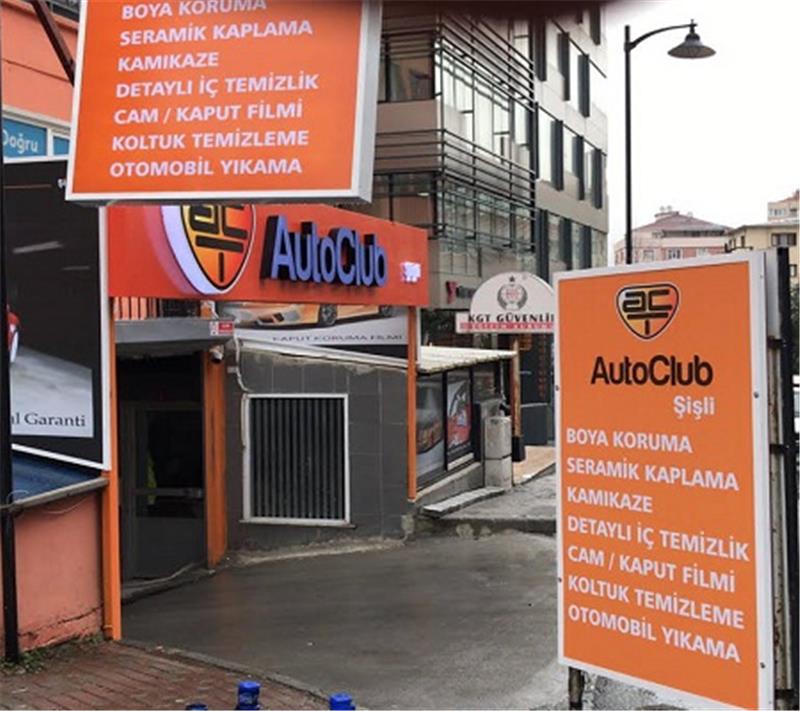 BOYA KORUMA
SERAMİK KAPLAMA
KAMIKAZE
DETAYLI İÇ TEMİZLİK
CAM / KAPUT FİLMİ
KOLTUK TEMİZLEME
OTOMOBİL YIKAMA
Doğru
AutoClub
KAPUT KORUMA FİLMİ
KGT GÜVENLİK
al Garanti
AutoClub
Şişli
BOYA KORUMA
SERAMİK KAPLAMA
KAMIKAZE
DETAYLI İÇ TEMİZLİK
CAM / KAPUT FİLMİ
KOLTUK TEMİZLEME
OTOMOBİL YIKAMA